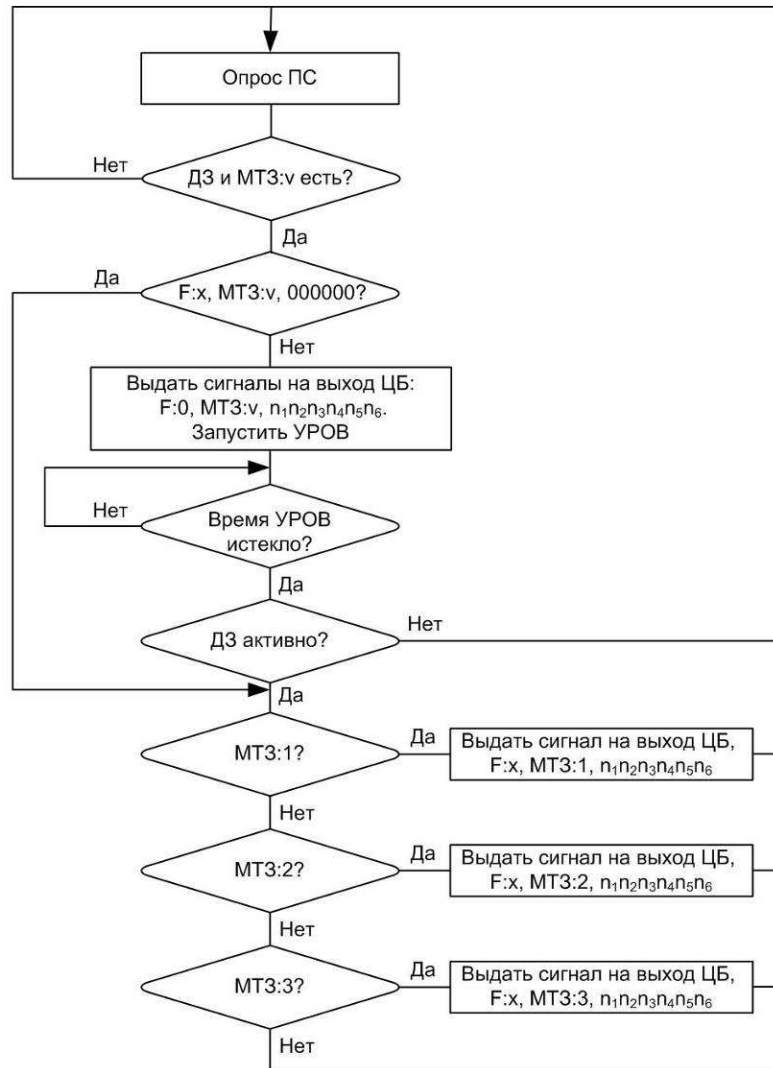 Опрос ПС
Нет
ДЗ и МТЗ:v есть?
Да
Да
F:x, МТЗ:v, 000000?
Нет
Выдать сигналы на выход ЦБ:
F:0, МТЗ:v, n₁n₂n₃n₄n₅n₆.
Запустить УРОВ
Нет
Время УРОВ
истекло?
Да
ДЗ активно?
Нет
Да
МТЗ:1?
Да
Выдать сигнал на выход ЦБ,
F:x, МТЗ:1, n₁n₂n₃n₄n₅n₆
Нет
МТЗ:2?
Да
Выдать сигнал на выход ЦБ,
F:x, МТЗ:2, n₁n₂n₃n₄n₅n₆
Нет
МТЗ:3?
Да
Выдать сигнал на выход ЦБ,
F:x, МТЗ:3, n₁n₂n₃n₄n₅n₆
Нет